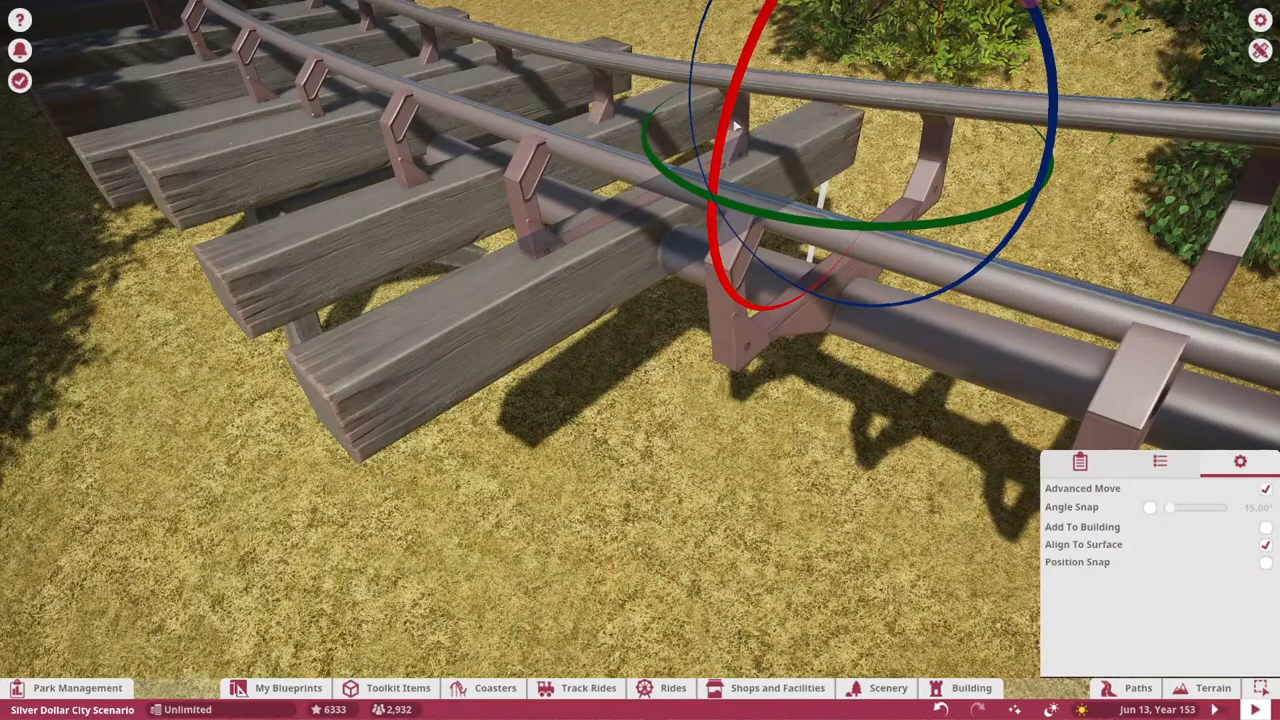 ?
Advanced Move
Angle Snap 15.00°
Add To Building
Align To Surface
Position Snap
Park Management My Blueprints Toolkit Items Coasters Track Rides Rides Shops and Facilities Scenery Building Paths Terrain
Silver Dollar City Scenario Unlimited 6333 2,932 Jun 13, Year 153